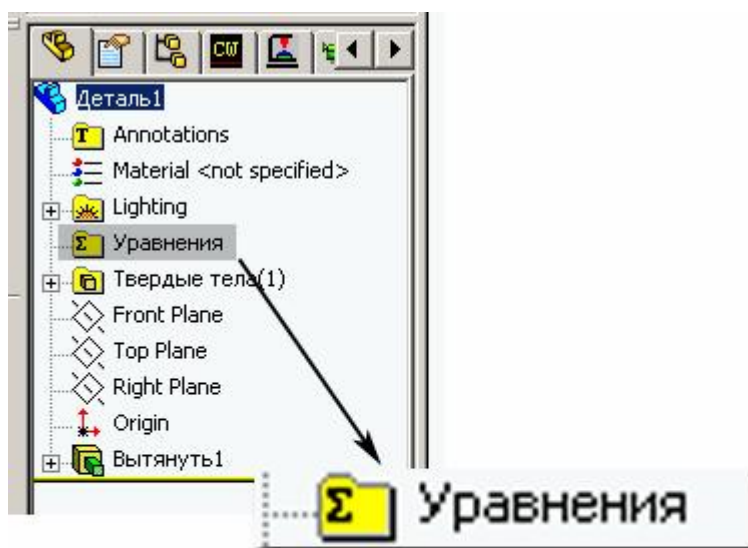 CW
Деталь1
T Annotations
Material <not specified>
Lighting
Σ Уравнения
Твердые тела(1)
Front Plane
Top Plane
Right Plane
Origin
Вытянуть1
Σ Уравнения